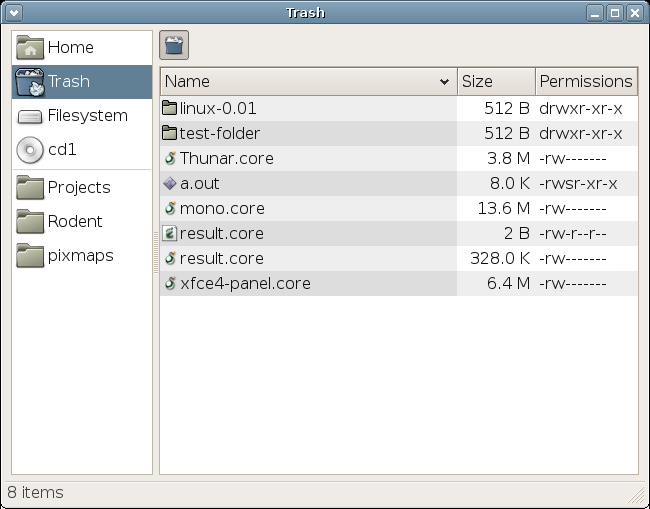 Trash
Home
Trash
Filesystem
cd1
Projects
Rodent
pixmaps
Name Size Permissions
linux-0.01 512 B drwxr-xr-x
test-folder 512 B drwxr-xr-x
Thunar.core 3.8 M -rw-------
a.out 8.0 K -rwsr-xr-x
mono.core 13.6 M -rw-------
result.core 2 B -rw-r--r--
result.core 328.0 K -rw-------
xfce4-panel.core 6.4 M -rw-------
8 items